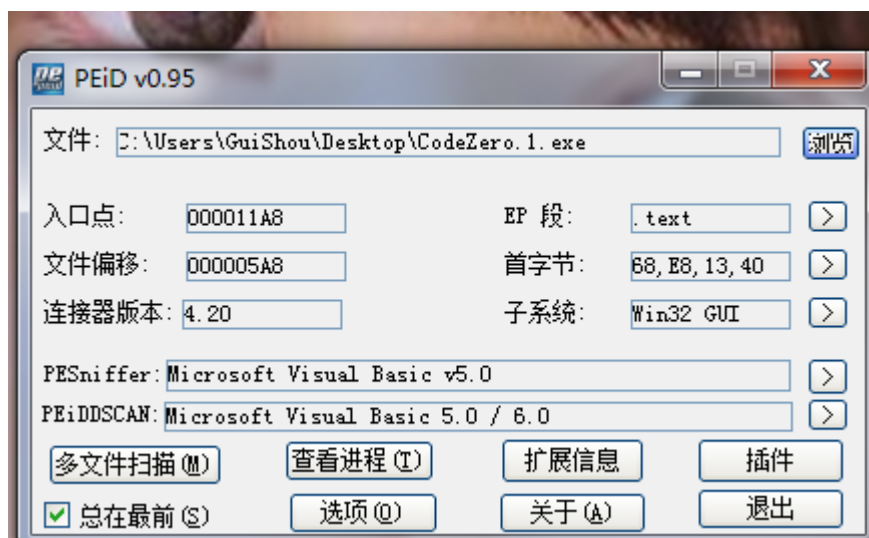 PEiD v0.95
文件: C:\Users\GuiShou\Desktop\CodeZero.1.exe 浏览
入口点: 000011A8 EP 段: .text >
文件偏移: 000005A8 首字节: 68,E8,13,40 >
连接器版本: 4.20 子系统: Win32 GUI >
PESniffer: Microsoft Visual Basic v5.0 >
PEiDDSCAN: Microsoft Visual Basic 5.0 / 6.0 >
多文件扫描(M) 查看进程(T) 扩展信息 插件
总在最前(S) 选项(O) 关于(A) 退出